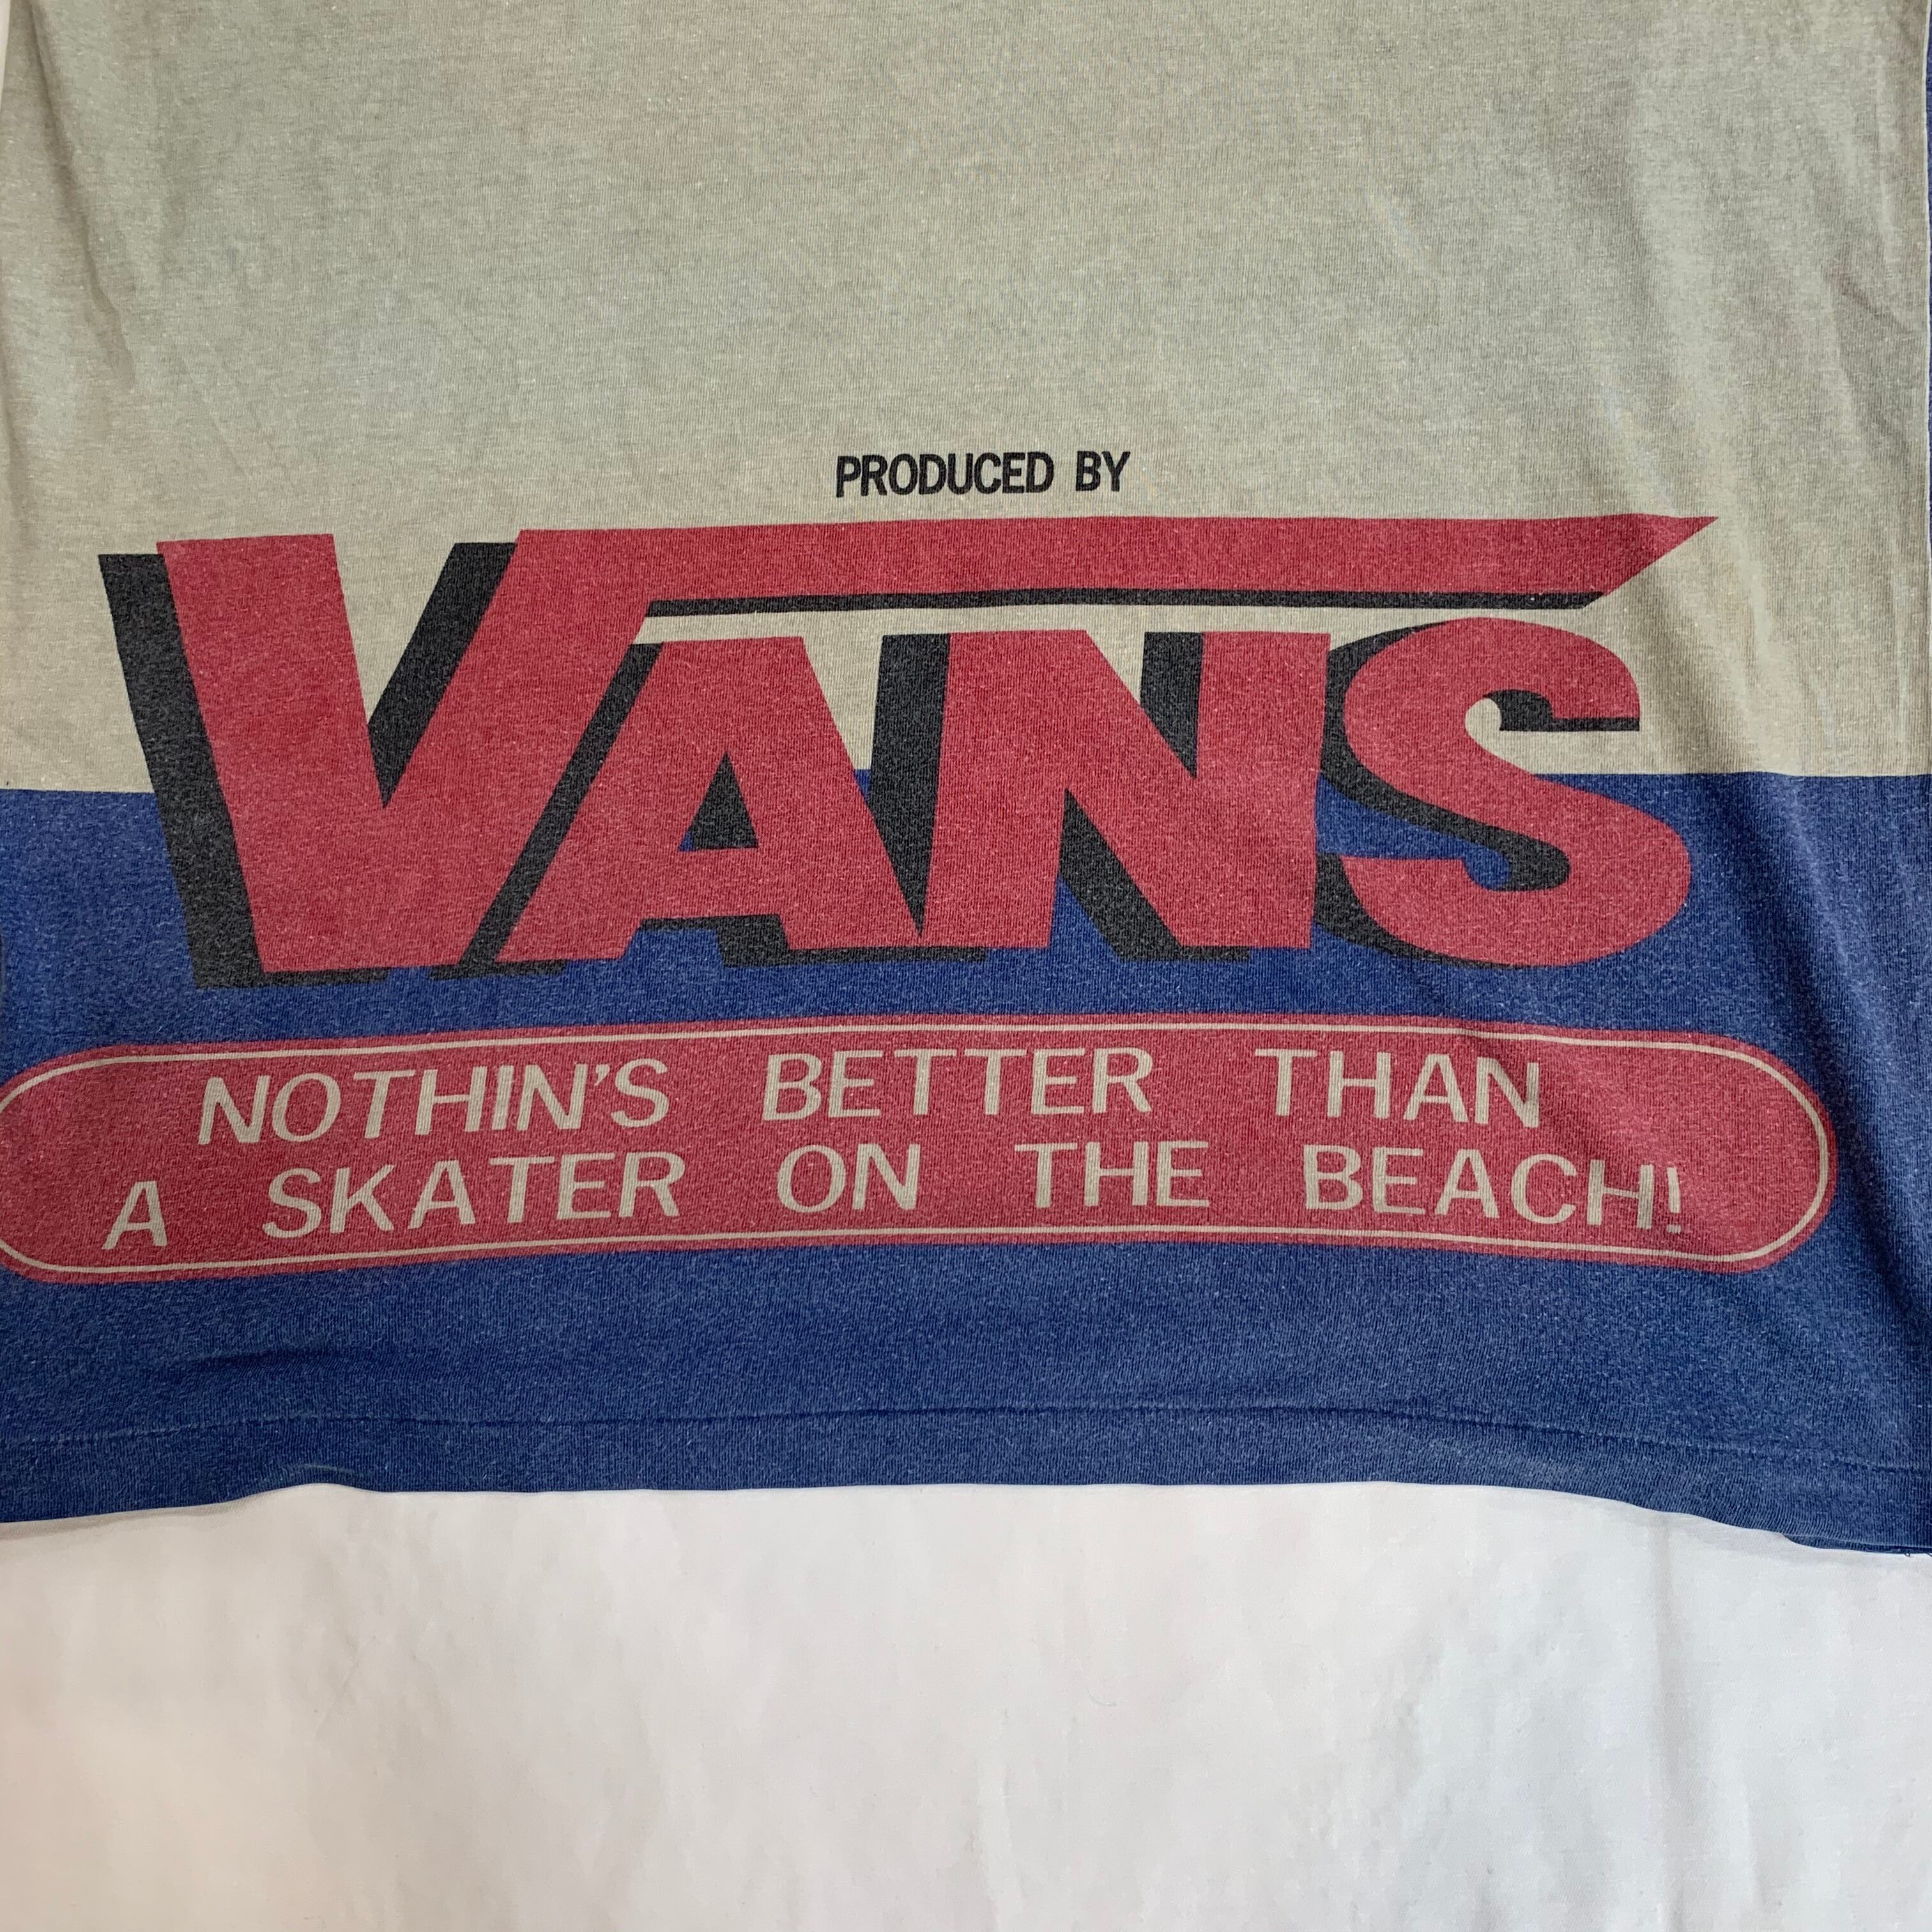 PRODUCED BY
VANS
NOTHIN'S BETTER THAN
A SKATER ON THE BEACH!